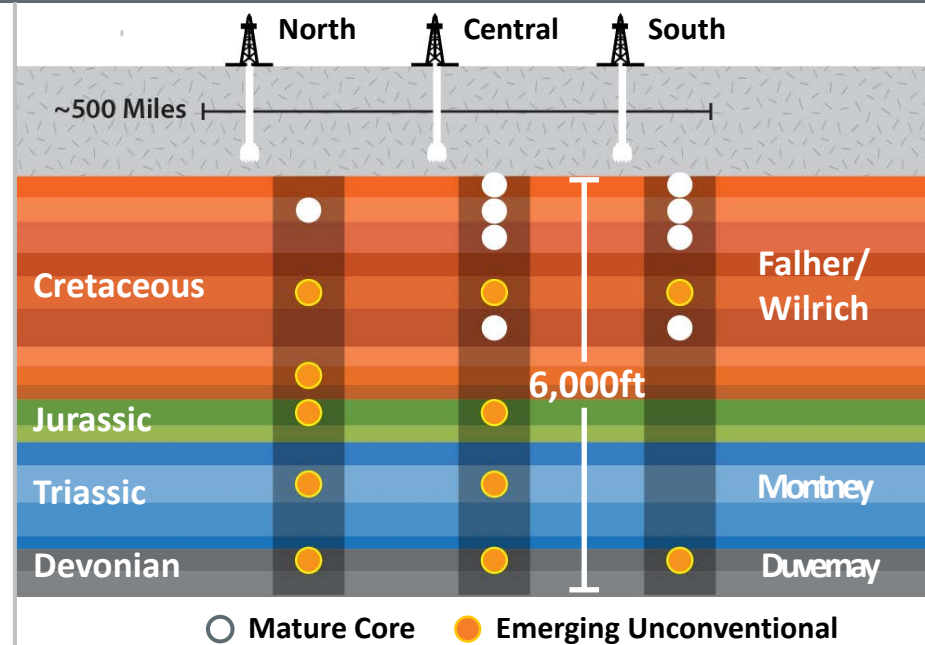 North
Central
South
~500 Miles
Cretaceous
Falher/
Wilrich
6,000ft
Jurassic
Triassic
Montney
Devonian
Duvernay
Mature Core
Emerging Unconventional